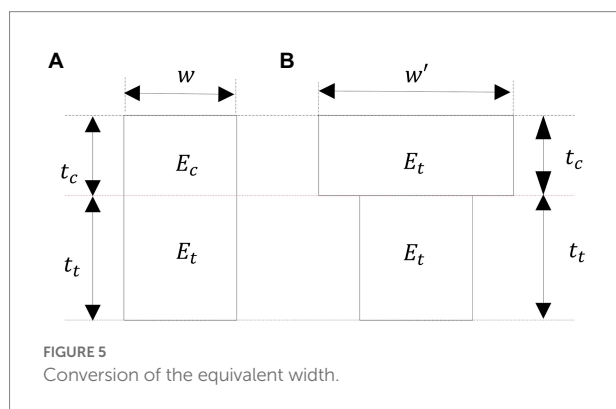 A
B
w
w′
t_c
E_c
E_t
t_c
t_t
E_t
E_t
t_t
FIGURE 5
Conversion of the equivalent width.